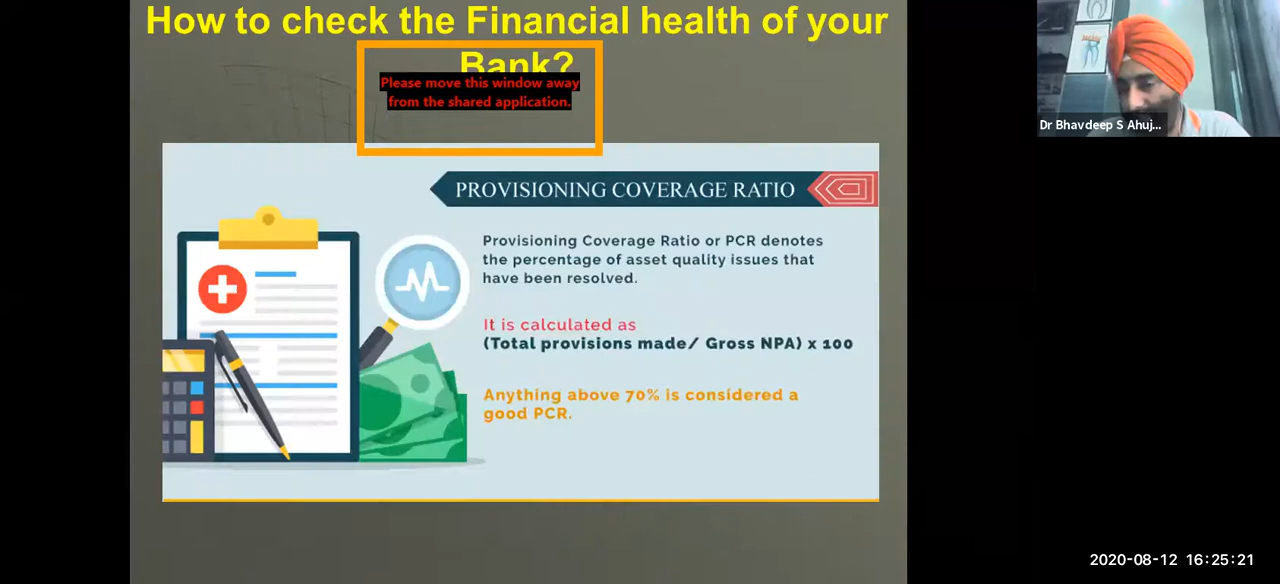 How to check the Financial health of your
Bank?
Please move this window away
from the shared application.
Dr Bhavdeep S Ahuj...
PROVISIONING COVERAGE RATIO
Provisioning Coverage Ratio or PCR denotes
the percentage of asset quality issues that
have been resolved.
It is calculated as
(Total provisions made/ Gross NPA) x 100
Anything above 70% is considered a
good PCR.
2020-08-12 16:25:21